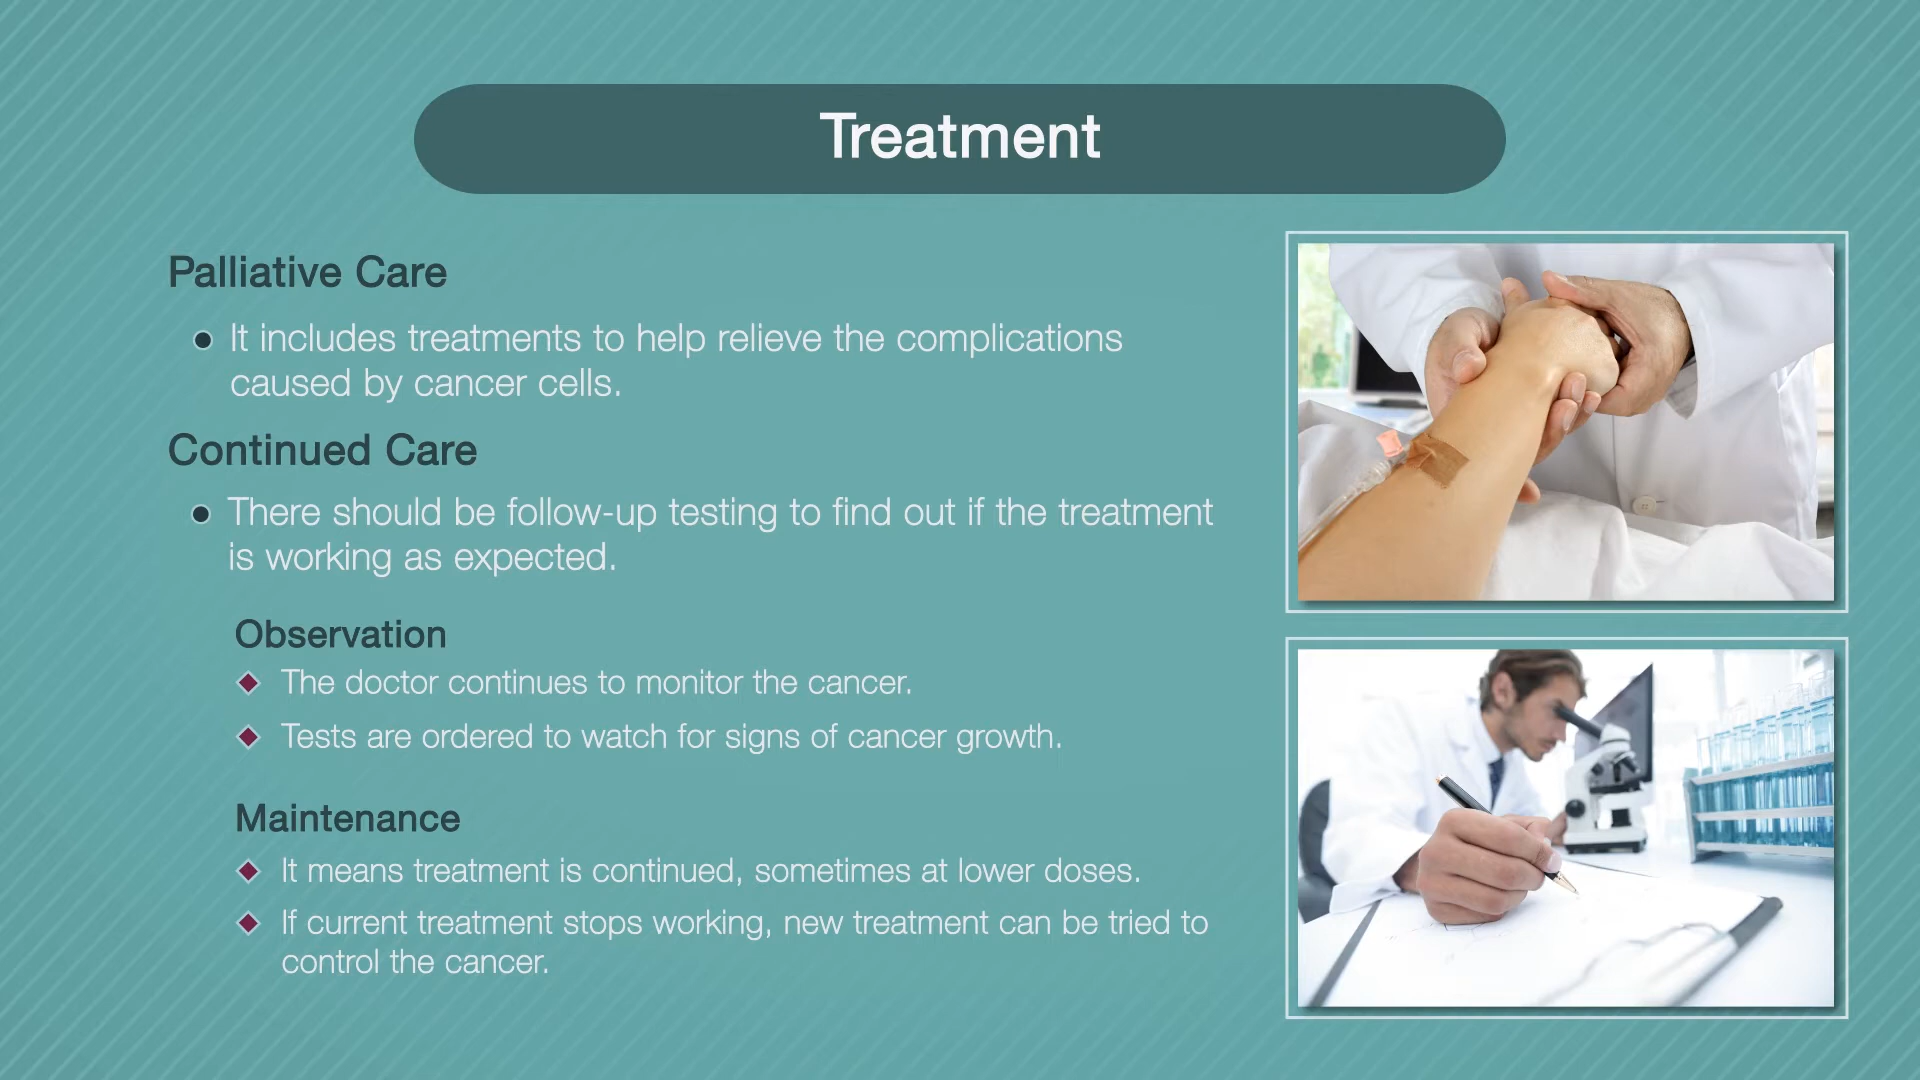 Treatment
Palliative Care
It includes treatments to help relieve the complications
caused by cancer cells.
Continued Care
There should be follow-up testing to find out if the treatment
is working as expected.
Observation
The doctor continues to monitor the cancer.
Tests are ordered to watch for signs of cancer growth.
Maintenance
It means treatment is continued, sometimes at lower doses.
If current treatment stops working, new treatment can be tried to
control the cancer.